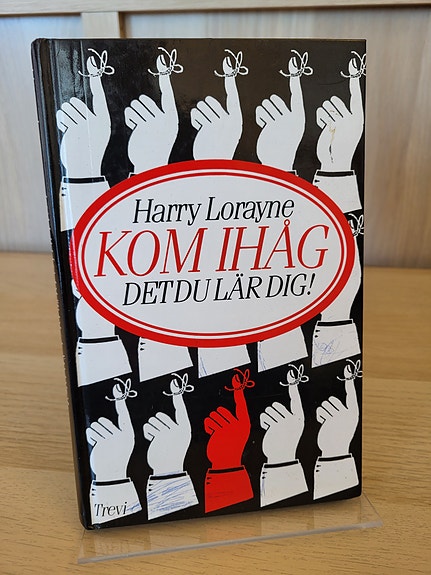 Harry Lorayne
KOM IHÅG
DET DU LÄR DIG!
Trevi